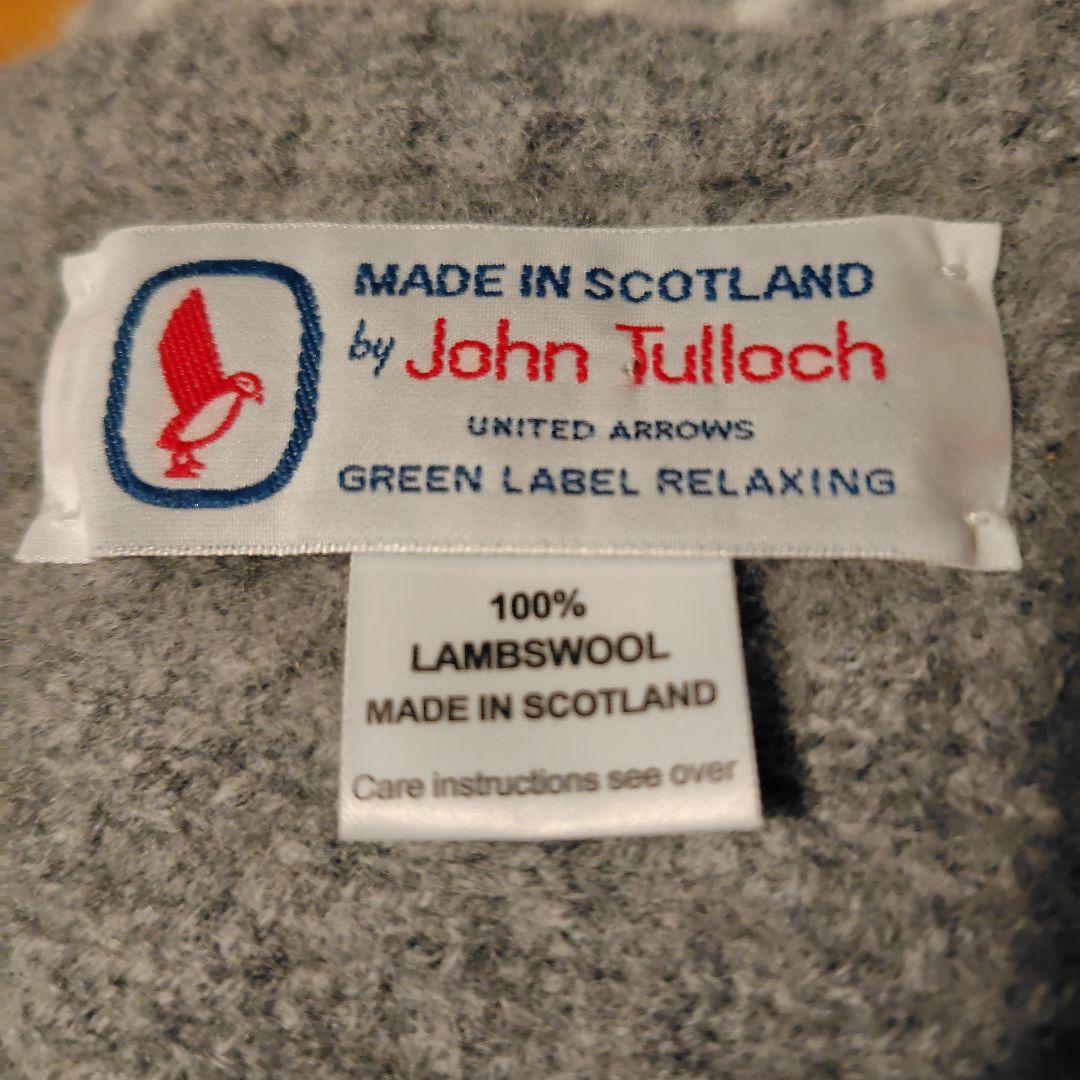 MADE IN SCOTLAND
by John Tulloch
UNITED ARROWS
GREEN LABEL RELAXING
100%
LAMBSWOOL
MADE IN SCOTLAND
Care instructions see over